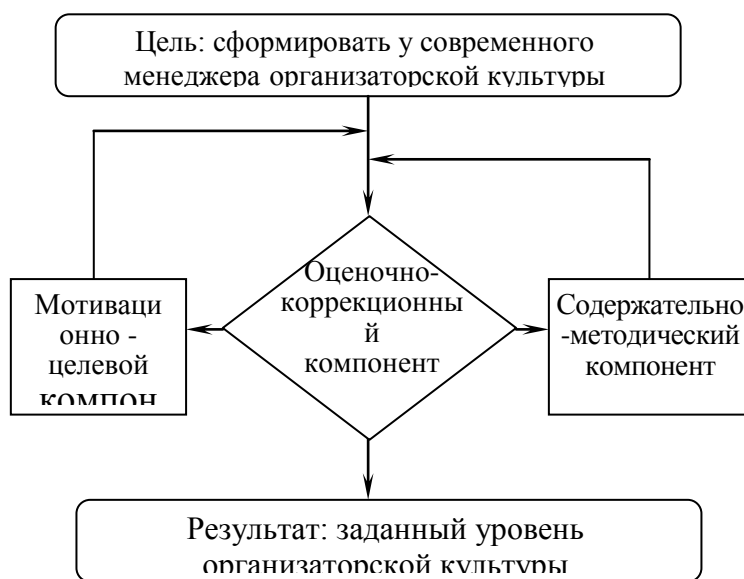 Цель: сформировать у современного
менеджера организаторской культуры
Оценочно-
коррекционны
й
компонент
Мотиваци
онно -
целевой
компон
Содержательно
-методический
компонент
Результат: заданный уровень
организаторской культуры